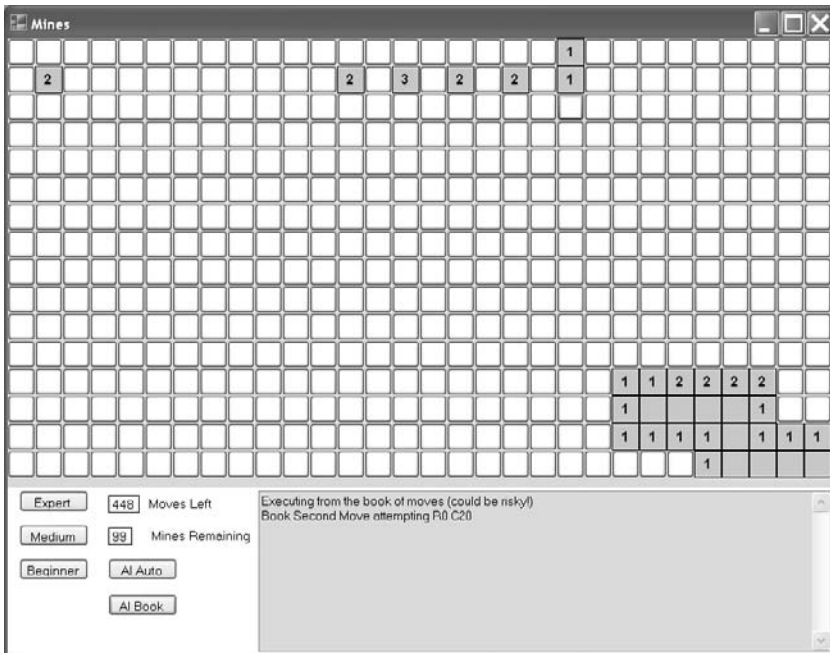 Mines
1
2 2 3 2 2 1
1 1 2 2 2 2
1 1
1 1 1 1 1 1 1
1
Expert 448 Moves Left
Medium 99 Mines Remaining
Beginner AI Auto
AI Book
Executing from the book of moves (could be risky!)
Book Second Move attempting R0 C20